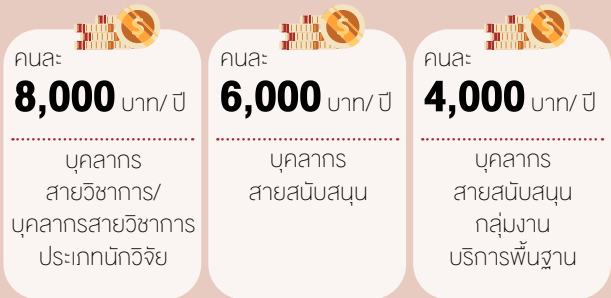 คนละ
8,000 บาท/ ปี
บุคลากร
สายวิชาการ/
บุคลากรสายวิชาการ
ประเภทนักวิจัย
คนละ
6,000 บาท/ ปี
บุคลากร
สายสนับสนุน
คนละ
4,000 บาท/ ปี
บุคลากร
สายสนับสนุน
กลุ่มงาน
บริการพื้นฐาน